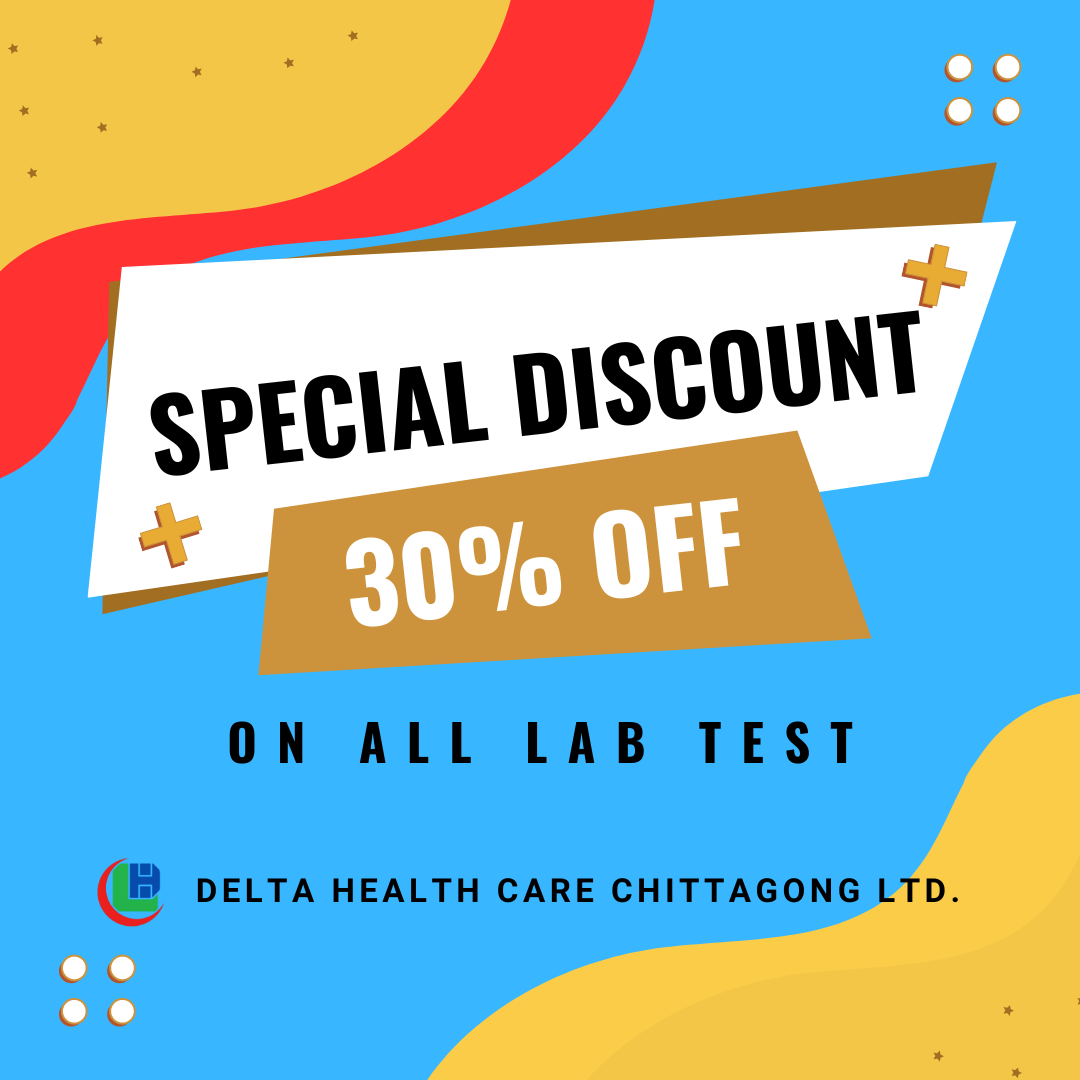 SPECIAL DISCOUNT
30% OFF
ON ALL LAB TEST
DELTA HEALTH CARE CHITTAGONG LTD.